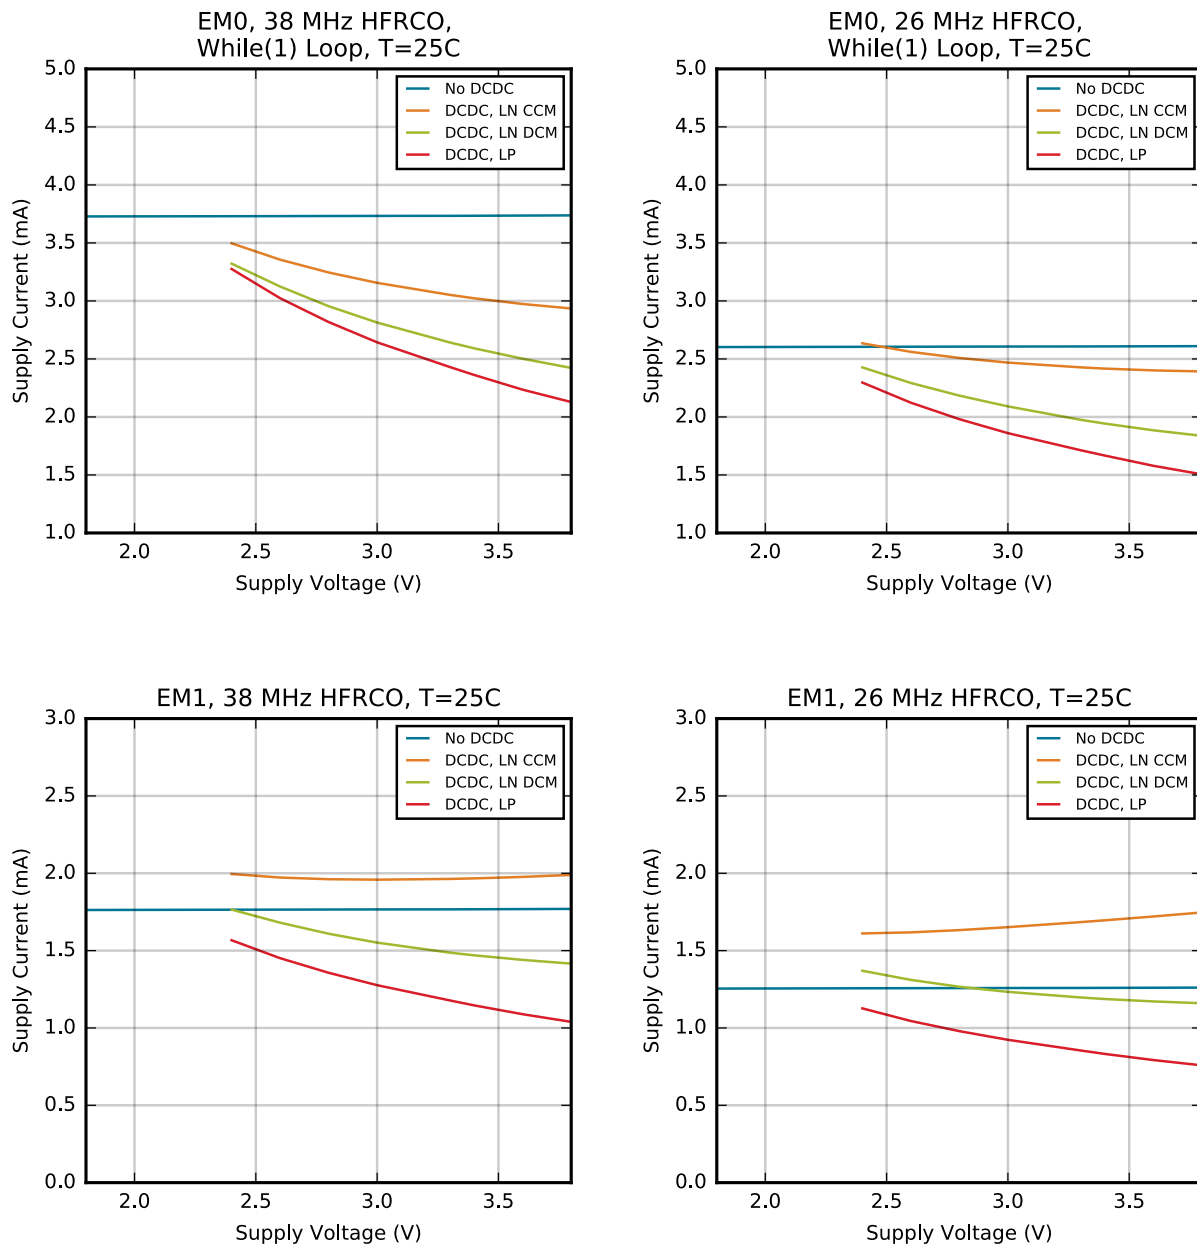 EM0, 38 MHz HFRCO,
While(1) Loop, T=25C
5.0
4.5
4.0
3.5
3.0
2.5
2.0
1.5
1.0
Supply Current (mA)
No DCDC
DCDC, LN CCM
DCDC, LN DCM
DCDC, LP
2.0
2.5
3.0
3.5
Supply Voltage (V)
EM0, 26 MHz HFRCO,
While(1) Loop, T=25C
5.0
4.5
4.0
3.5
3.0
2.5
2.0
1.5
1.0
Supply Current (mA)
No DCDC
DCDC, LN CCM
DCDC, LN DCM
DCDC, LP
2.0
2.5
3.0
3.5
Supply Voltage (V)
EM1, 38 MHz HFRCO, T=25C
3.0
2.5
2.0
1.5
1.0
0.5
0.0
Supply Current (mA)
No DCDC
DCDC, LN CCM
DCDC, LN DCM
DCDC, LP
2.0
2.5
3.0
3.5
Supply Voltage (V)
EM1, 26 MHz HFRCO, T=25C
3.0
2.5
2.0
1.5
1.0
0.5
0.0
Supply Current (mA)
No DCDC
DCDC, LN CCM
DCDC, LN DCM
DCDC, LP
2.0
2.5
3.0
3.5
Supply Voltage (V)